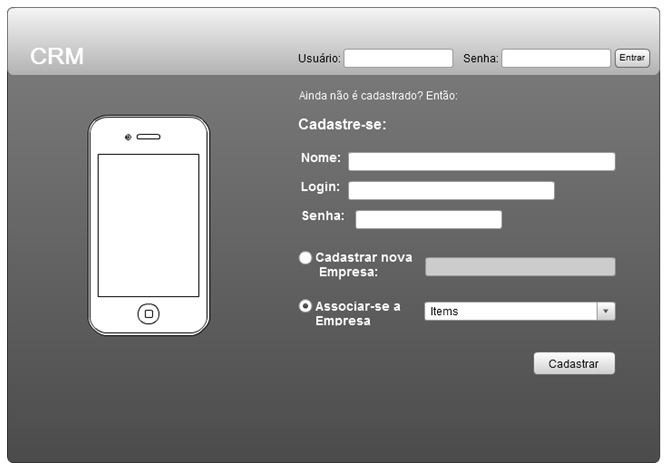 CRM
Usuário: Senha: Entrar
Ainda não é cadastrado? Então:
Cadastre-se:
Nome:
Login:
Senha:
Cadastrar nova
Empresa:
Associar-se a
Empresa
Items
Cadastrar